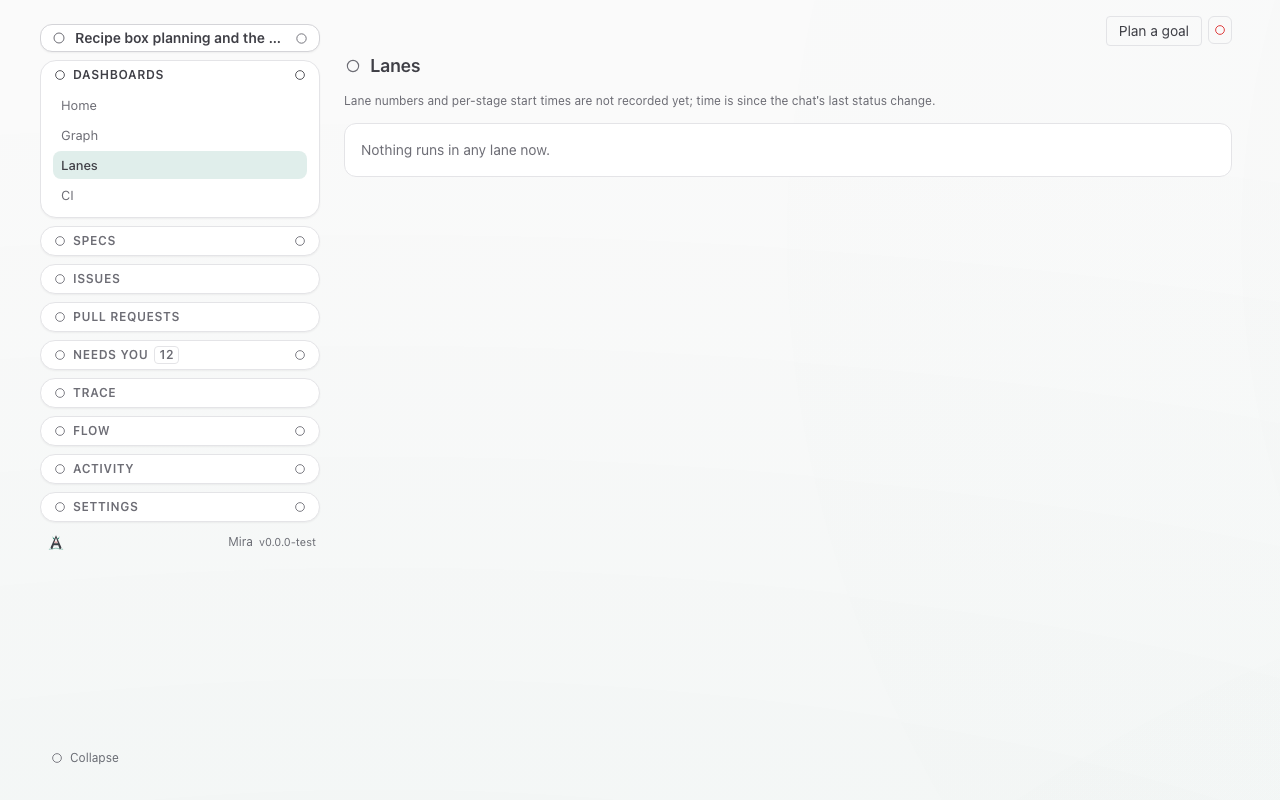 Recipe box planning and the ...
DASHBOARDS
Home
Graph
Lanes
CI
SPECS
ISSUES
PULL REQUESTS
NEEDS YOU 12
TRACE
FLOW
ACTIVITY
SETTINGS
Mira v0.0.0-test
Collapse
Plan a goal
Lanes
Lane numbers and per-stage start times are not recorded yet; time is since the chat's last status change.
Nothing runs in any lane now.